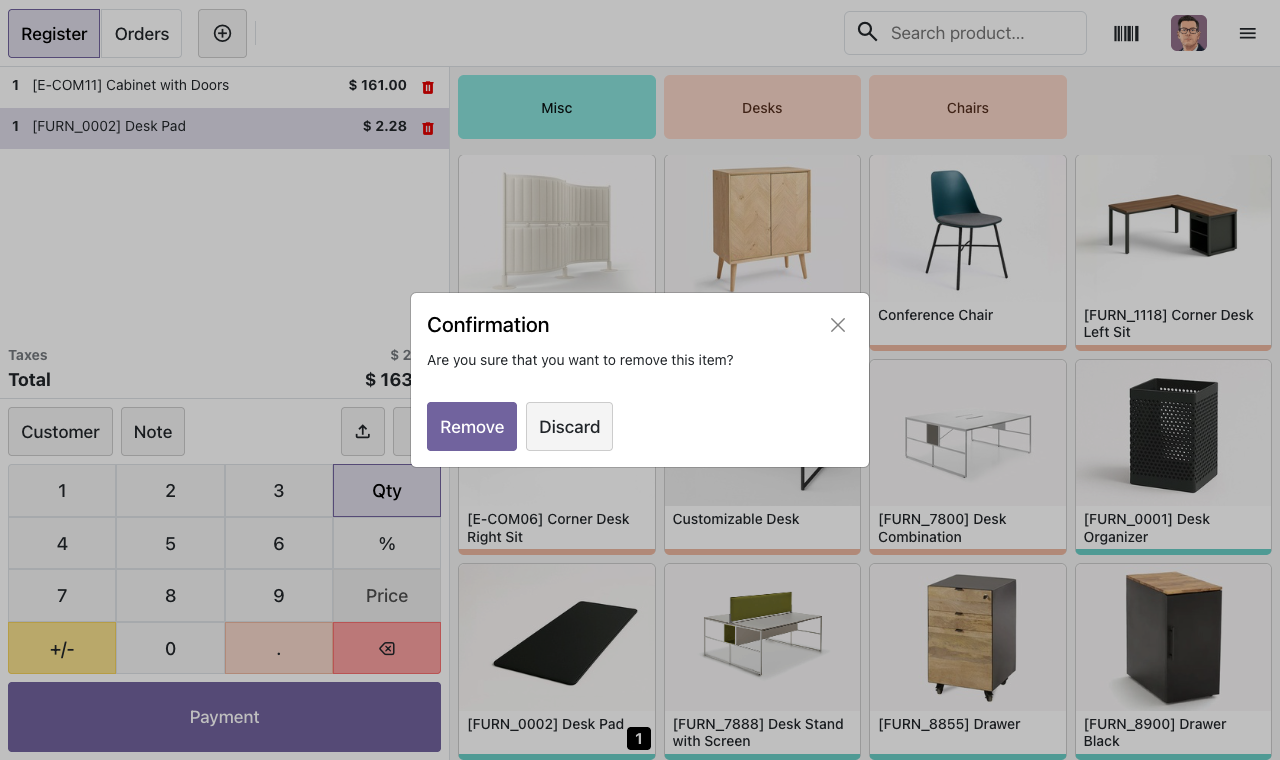 Register
Orders
Search product...
1 [E-COM11] Cabinet with Doors $ 161.00
1 [FURN_0002] Desk Pad $ 2.28
Taxes $ 2
Total $ 163
Customer
Note
1 2 3 Qty
4 5 6 %
7 8 9 Price
+/- 0 .
Payment
Misc
Desks
Chairs
Conference Chair
[FURN_1118] Corner Desk
Left Sit
Confirmation
Are you sure that you want to remove this item?
Remove
Discard
[E-COM06] Corner Desk
Right Sit
Customizable Desk
[FURN_7800] Desk
Combination
[FURN_0001] Desk
Organizer
[FURN_0002] Desk Pad
1
[FURN_7888] Desk Stand
with Screen
[FURN_8855] Drawer
[FURN_8900] Drawer
Black